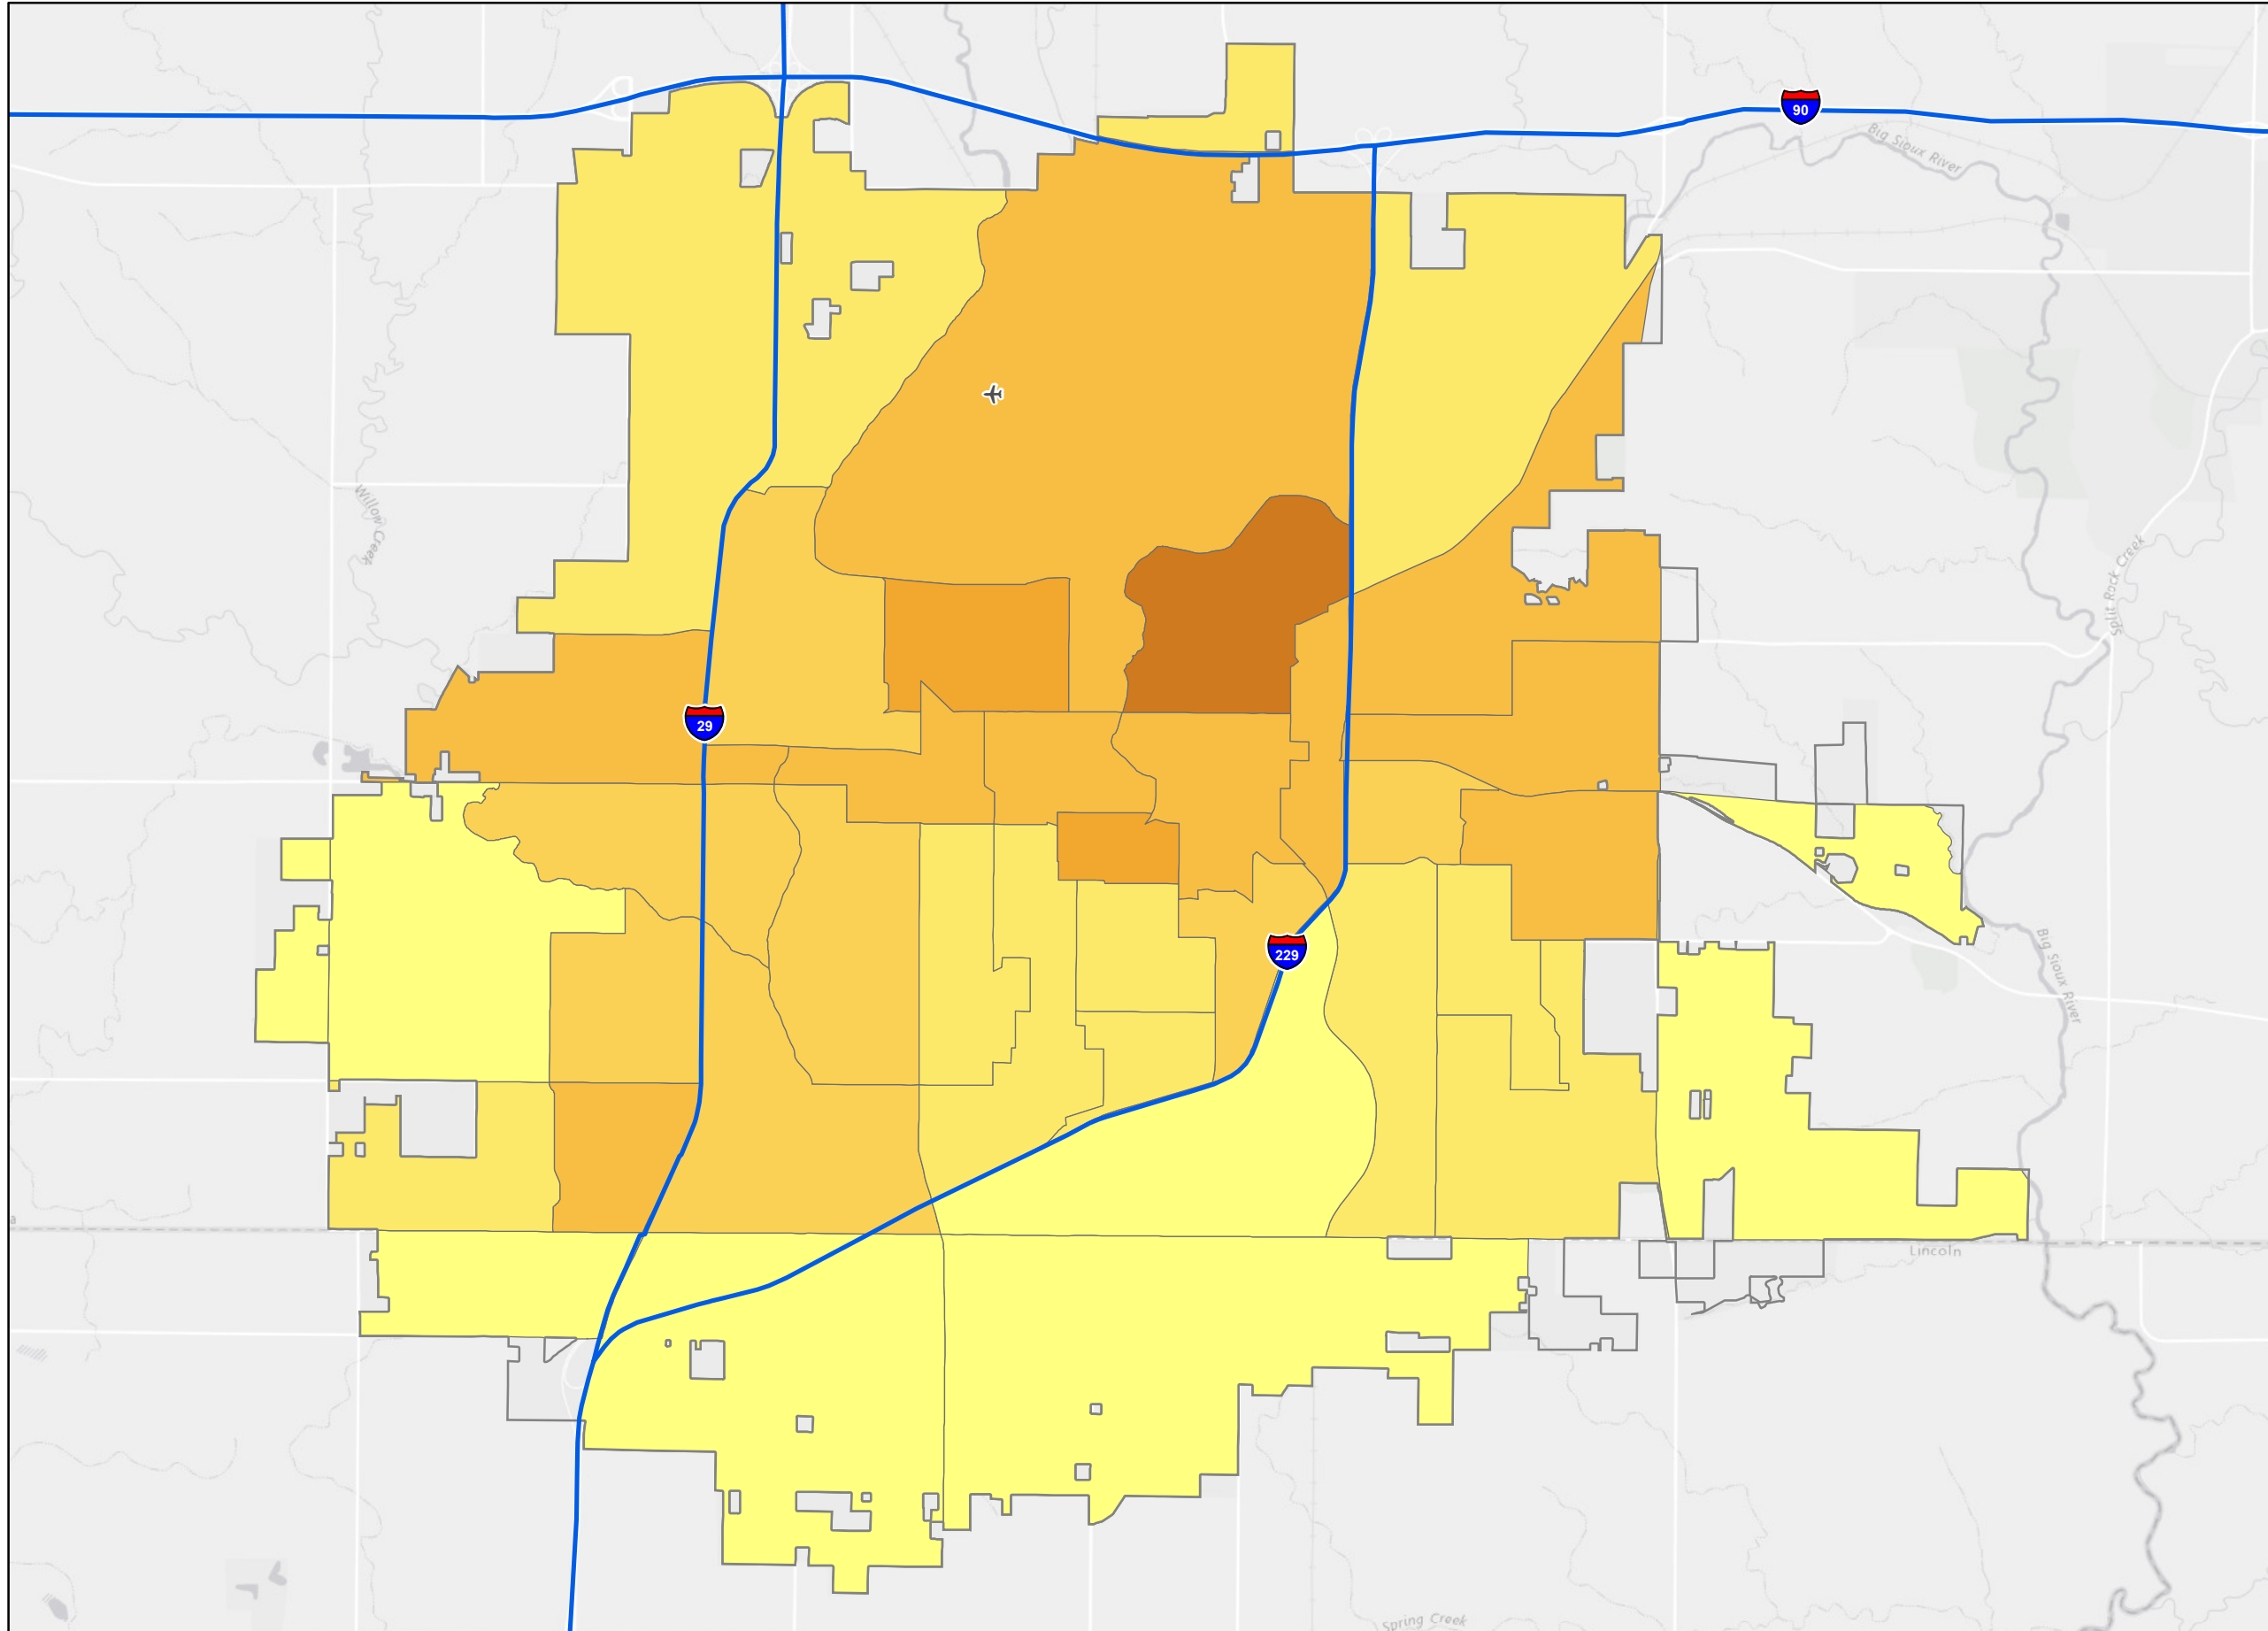 90
Big Sioux River
Willow Creek
Split Rock Creek
29
229
Big Sioux River
a
Lincoln
Spring Creek